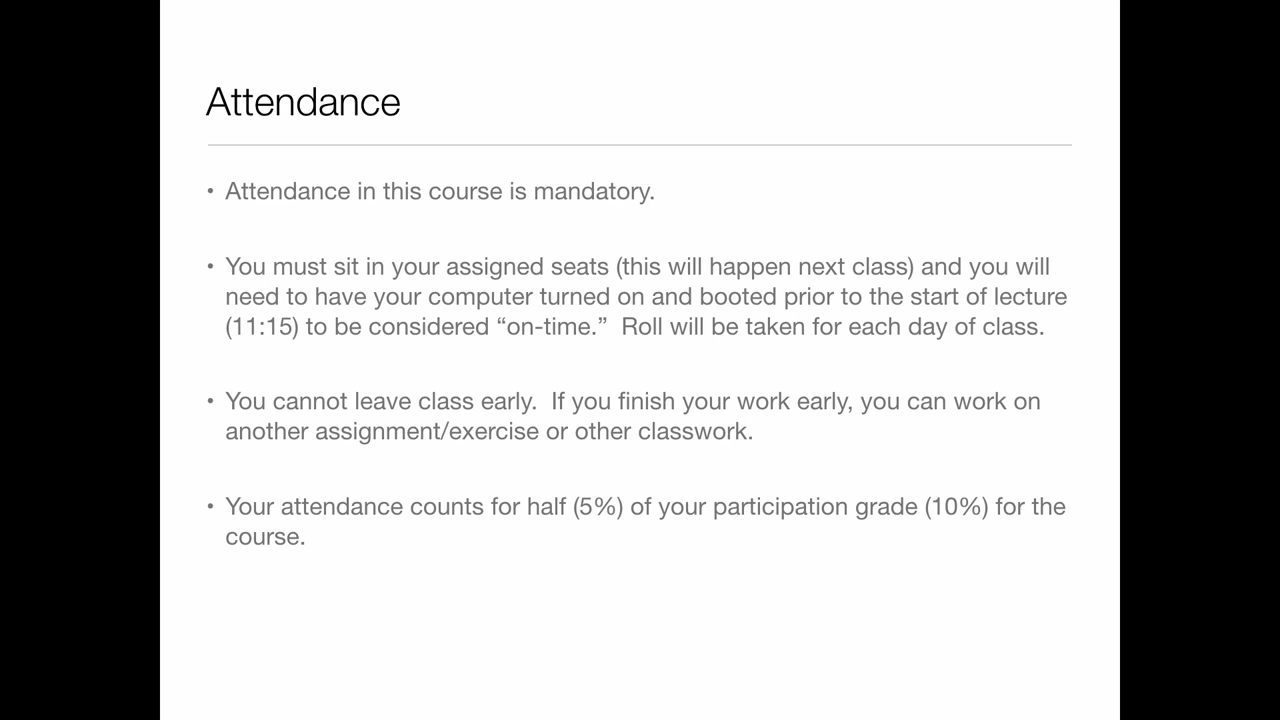 Attendance
• Attendance in this course is mandatory.
• You must sit in your assigned seats (this will happen next class) and you will
need to have your computer turned on and booted prior to the start of lecture
(11:15) to be considered “on-time.”  Roll will be taken for each day of class.
• You cannot leave class early.  If you finish your work early, you can work on
another assignment/exercise or other classwork.
• Your attendance counts for half (5%) of your participation grade (10%) for the
course.